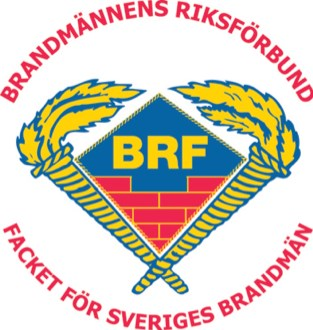 BRANDMÄNNENS RIKSFÖRBUND
BRF
FACKET FÖR SVERIGES BRANDMÄN